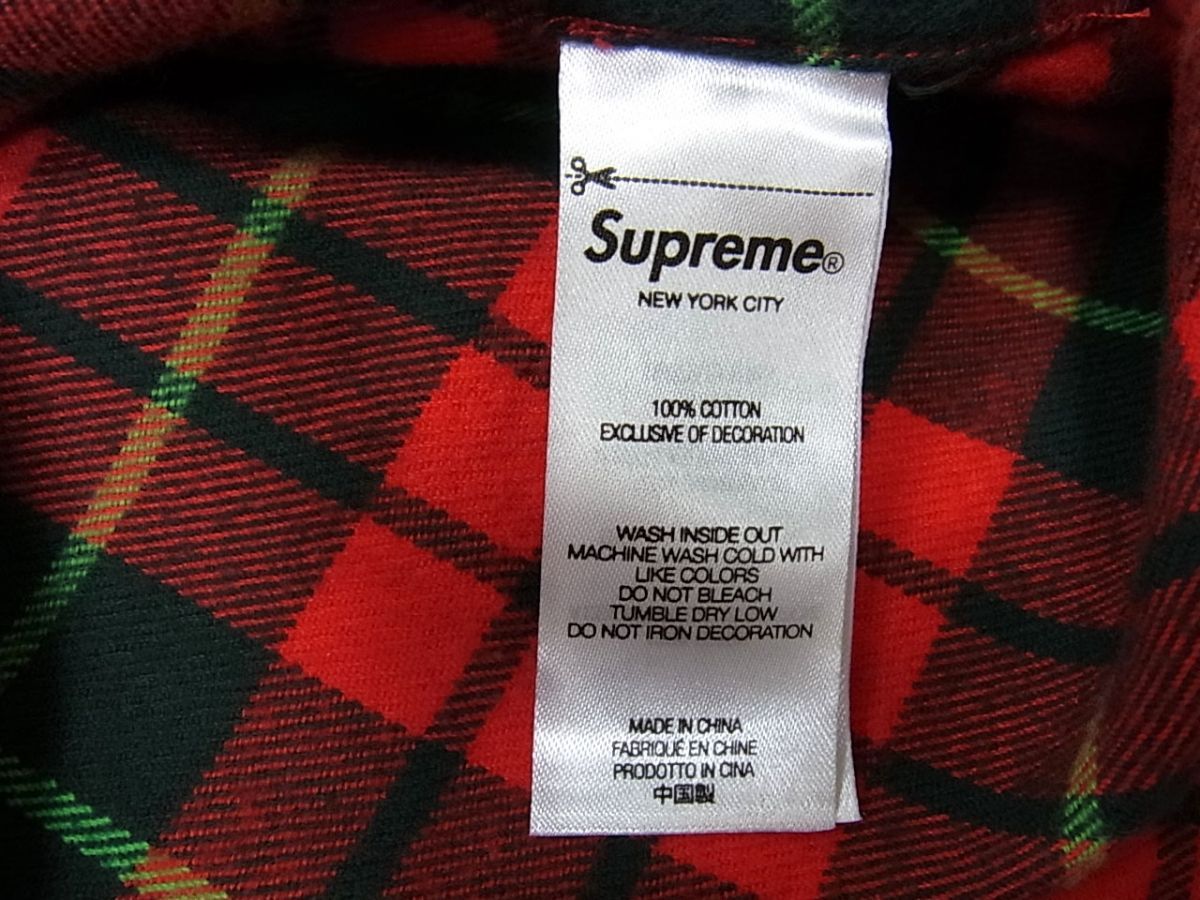 Supreme®
NEW YORK CITY
100% COTTON
EXCLUSIVE OF DECORATION
WASH INSIDE OUT
MACHINE WASH COLD WITH
LIKE COLORS
DO NOT BLEACH
TUMBLE DRY LOW
DO NOT IRON DECORATION
MADE IN CHINA
FABRIQUÉ EN CHINE
PRODOTTO IN CINA
中国製